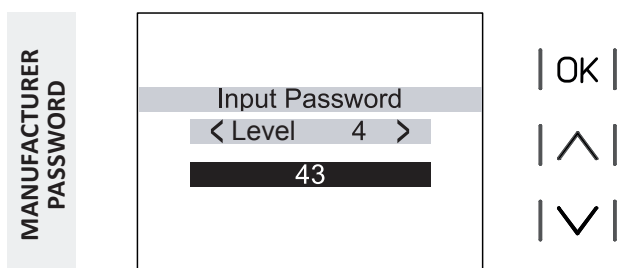 MANUFACTURER
PASSWORD
Input Password
< Level 4 >
43
| OK |